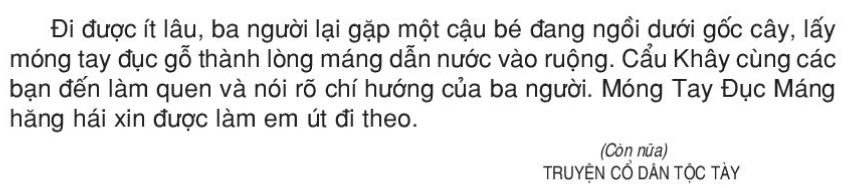 Đi được ít lâu, ba người lại gặp một cậu bé đang ngồi dưới gốc cây, lấy
móng tay đục gỗ thành lòng máng dẫn nước vào ruộng. Cẩu Khây cùng các
bạn đến làm quen và nói rõ chí hướng của ba người. Móng Tay Đục Máng
hăng hái xin được làm em út đi theo.
(Còn nữa)
TRUYỆN CỔ DÂN TỘC TÀY